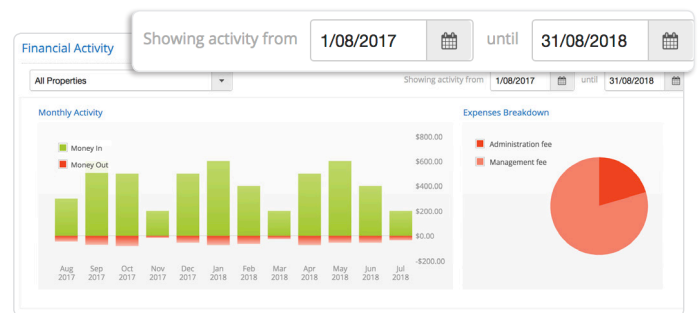 Showing activity from 1/08/2017 until 31/08/2018
Financial Activity
All Properties
Showing activity from 1/08/2017 until 31/08/2018
Monthly Activity
Money In
Money Out
$800.00
$600.00
$400.00
$200.00
$0.00
-$200.00
Aug Sep Oct Nov Dec Jan Feb Mar Apr May Jun Jul
2017 2017 2017 2017 2017 2018 2018 2018 2018 2018 2018 2018
Expenses Breakdown
Administration fee
Management fee